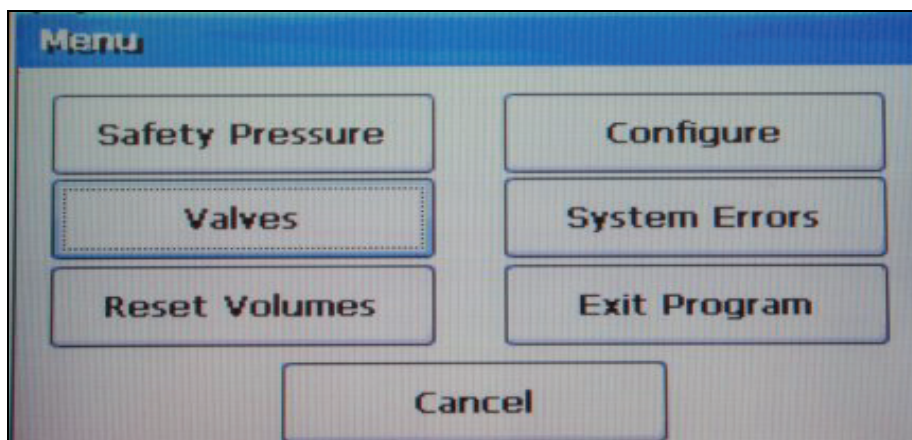 Menu
Safety Pressure
Configure
Valves
System Errors
Reset Volumes
Exit Program
Cancel